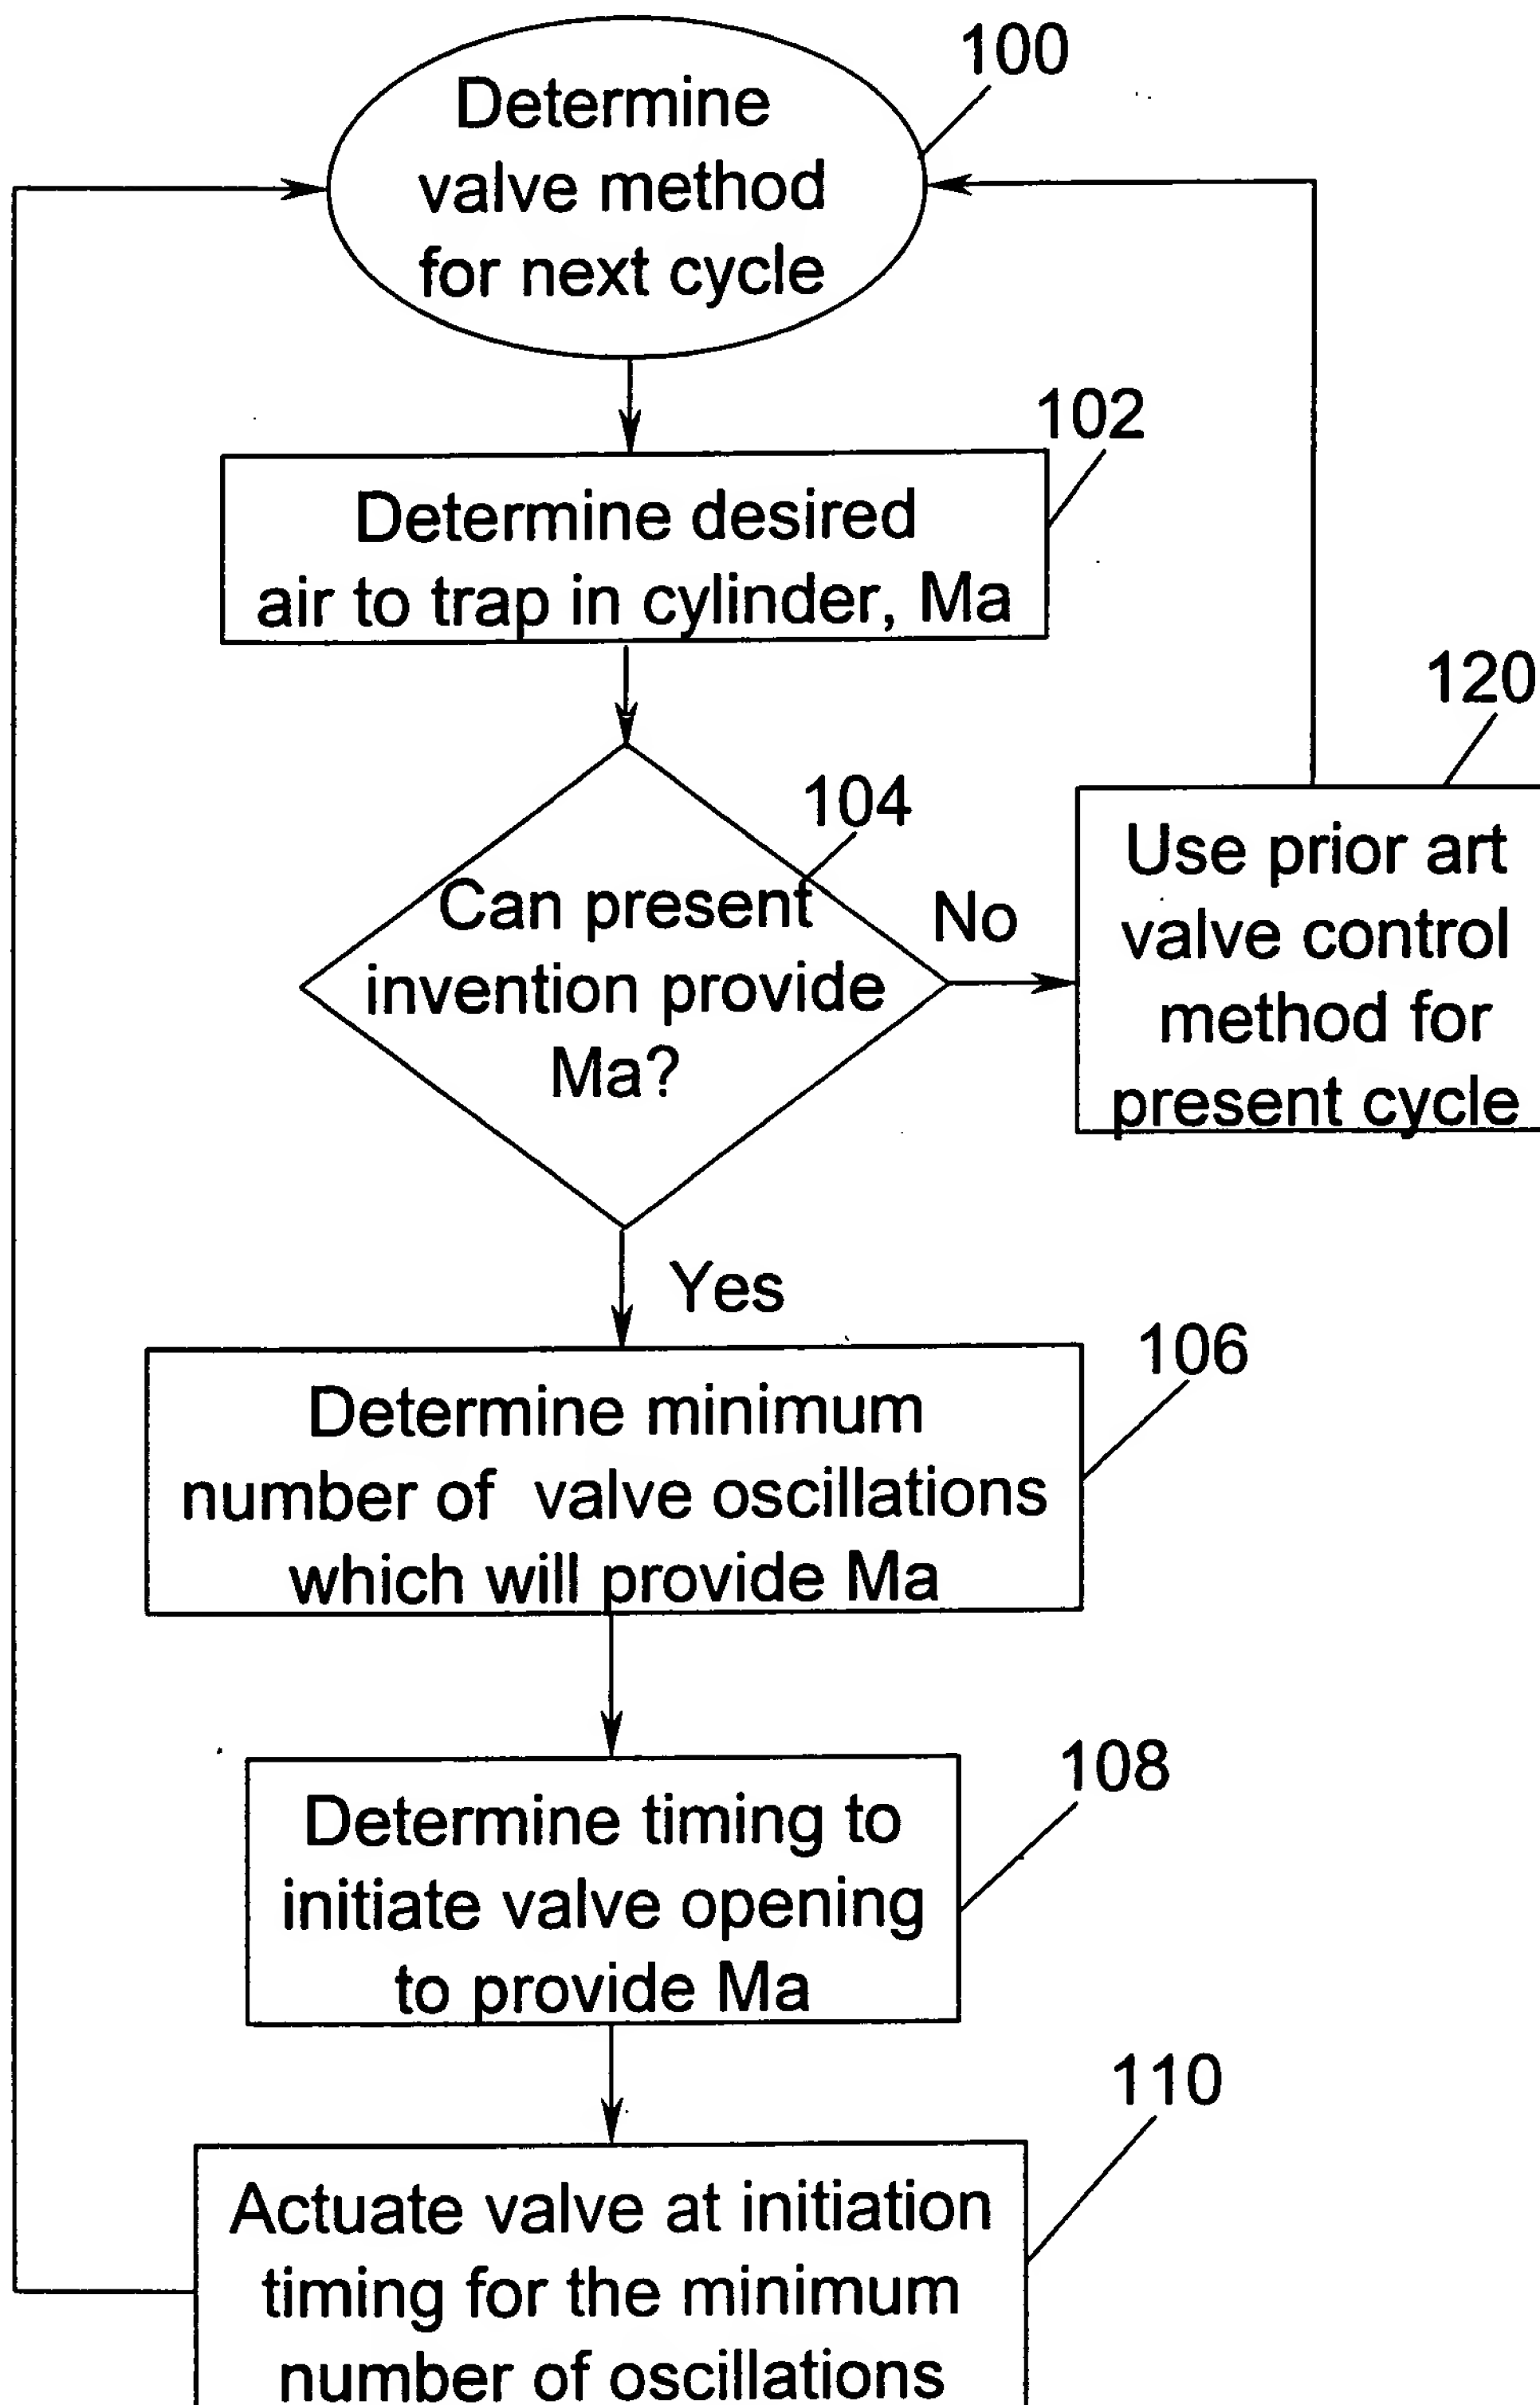 100
Determine
valve method
for next cycle
102
Determine desired
air to trap in cylinder, Ma
104
Can present
invention provide
Ma?
No
120
Use prior art
valve control
method for
present cycle
Yes
106
Determine minimum
number of valve oscillations
which will provide Ma
108
Determine timing to
initiate valve opening
to provide Ma
110
Actuate valve at initiation
timing for the minimum
number of oscillations